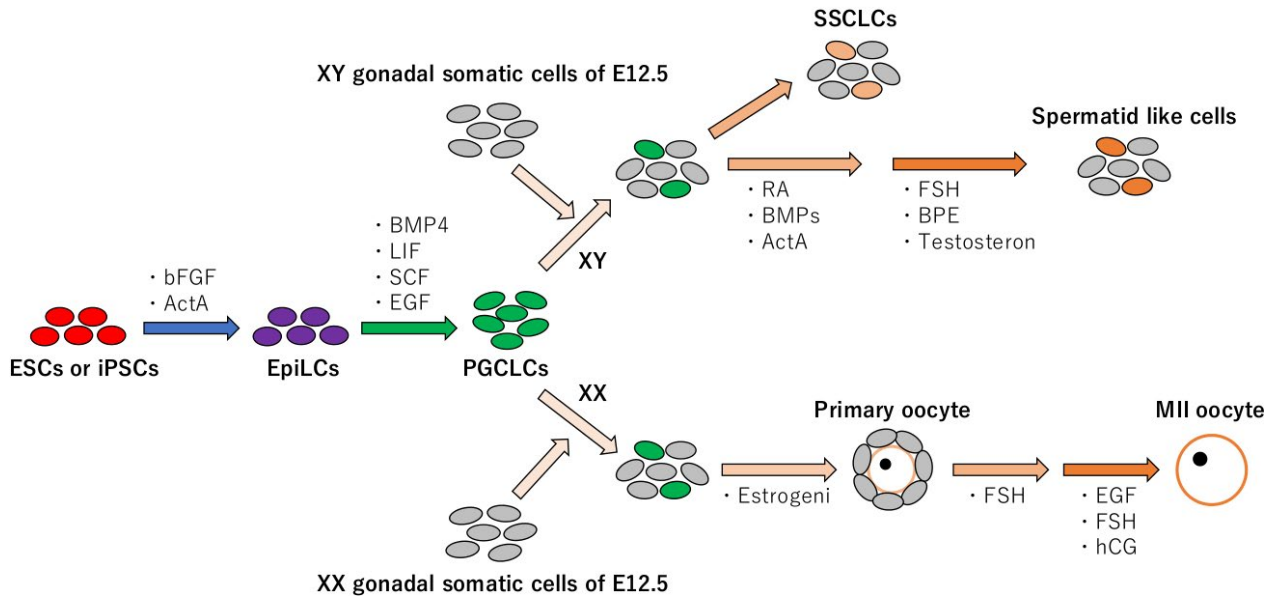 SSCLCs
XY gonadal somatic cells of E12.5
Spermatid like cells
・RA
・BMPs
・ActA
・FSH
・BPE
・Testosteron
・BMP4
・LIF
・SCF
・EGF
XY
・bFGF
・ActA
ESCs or iPSCs
EpiLCs
PGCLCs
XX
Primary oocyte
MII oocyte
・Estrogeni
・FSH
・EGF
・FSH
・hCG
XX gonadal somatic cells of E12.5